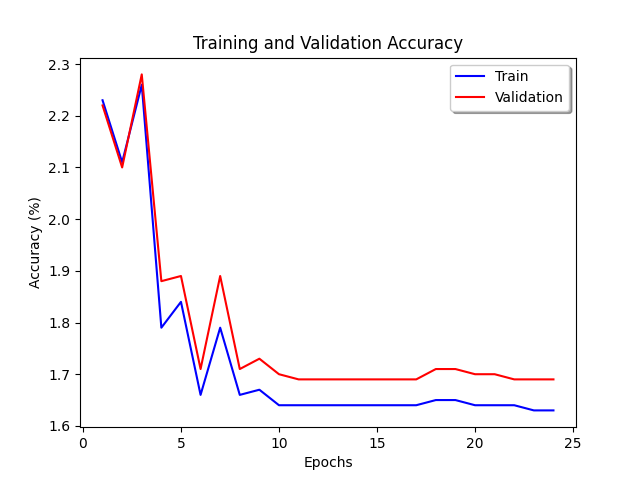 Training and Validation Accuracy
Train
Validation
2.3
2.2
2.1
2.0
1.9
1.8
1.7
1.6
Accuracy (%)
0
5
10
15
20
25
Epochs